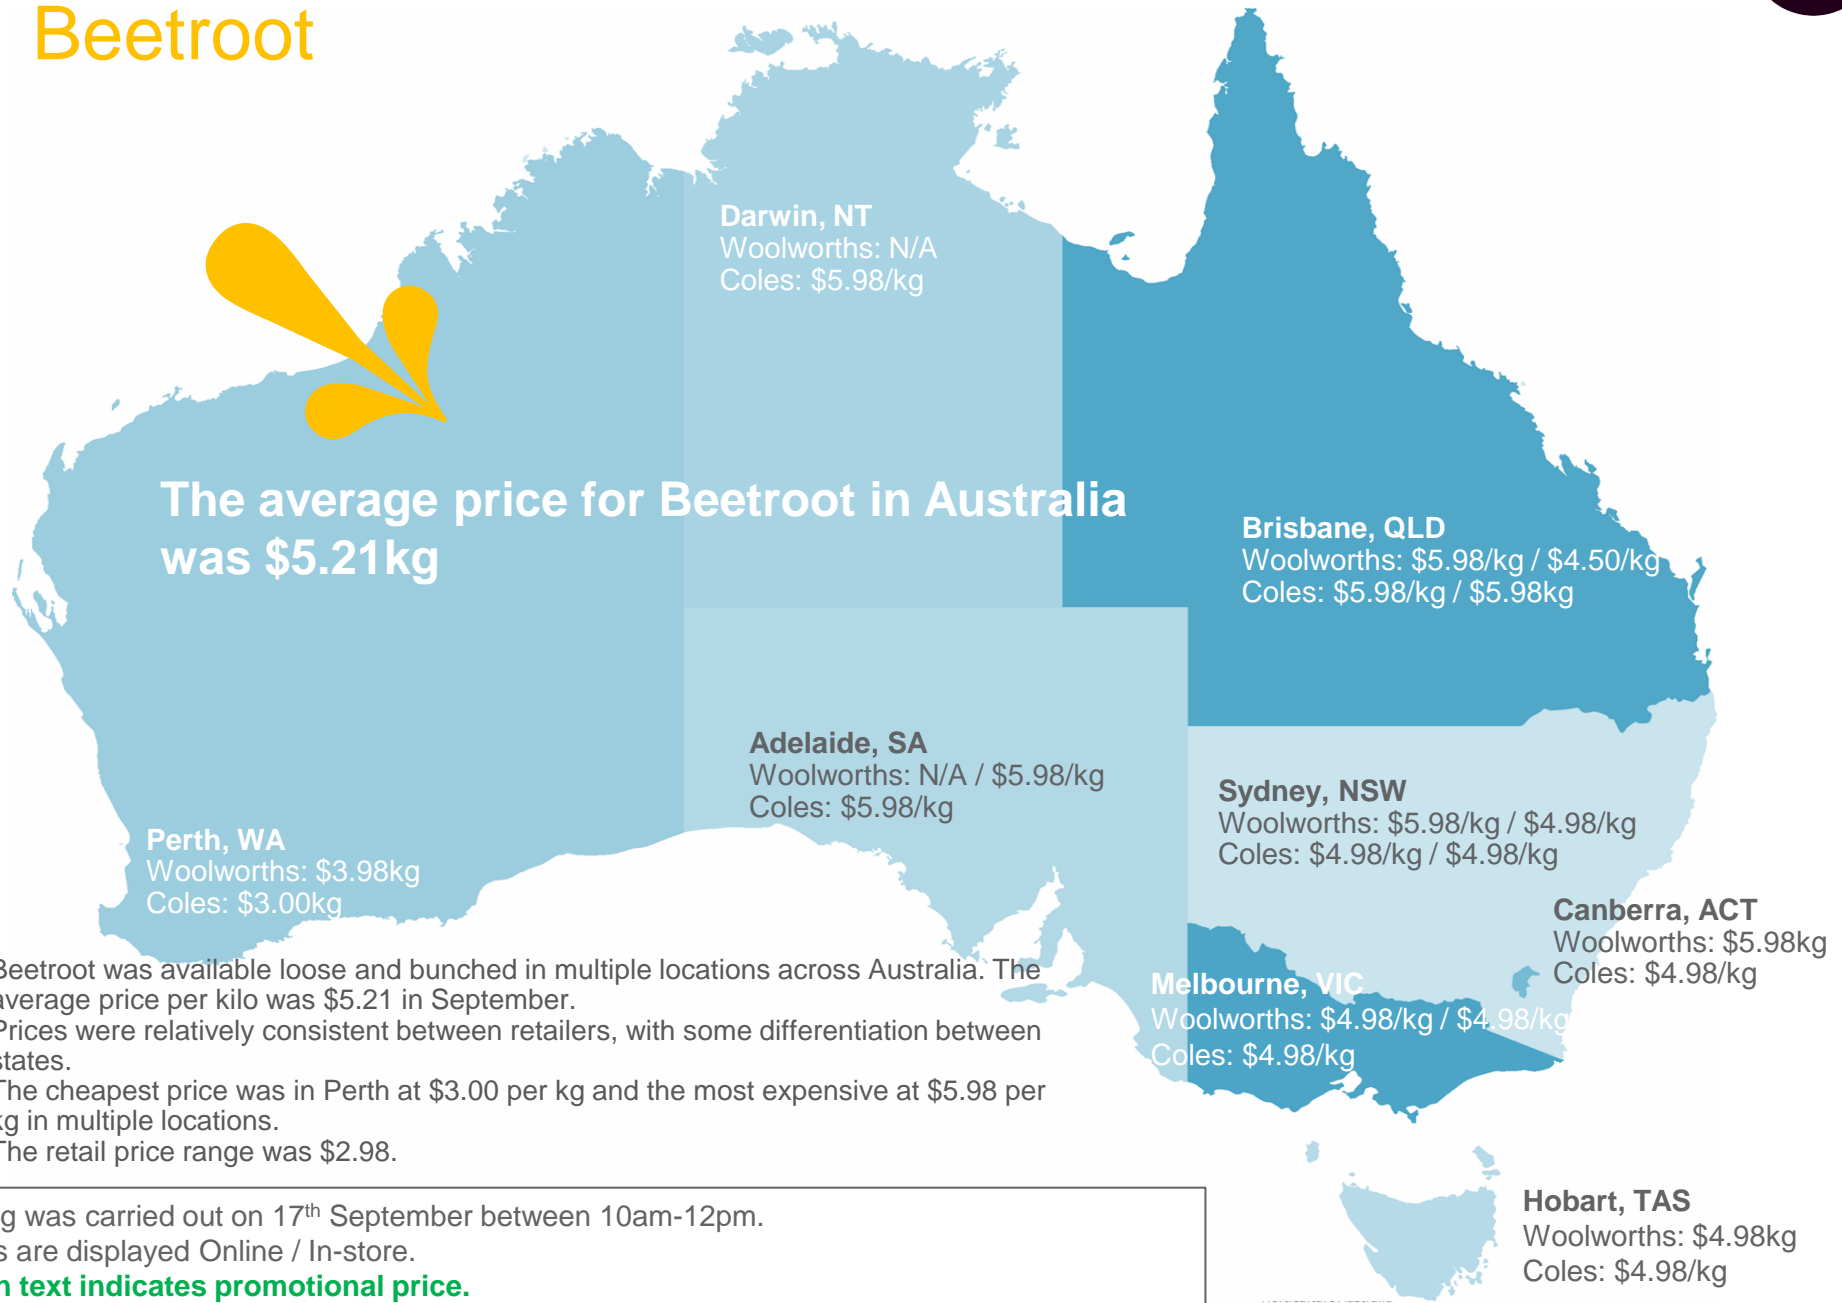 Beetroot
Darwin, NT
Woolworths: N/A
Coles: $5.98/kg
The average price for Beetroot in Australia
was $5.21kg
Brisbane, QLD
Woolworths: $5.98/kg / $4.50/kg
Coles: $5.98/kg / $5.98kg
Adelaide, SA
Woolworths: N/A / $5.98/kg
Coles: $5.98/kg
Sydney, NSW
Woolworths: $5.98/kg / $4.98/kg
Coles: $4.98/kg / $4.98/kg
Perth, WA
Woolworths: $3.98kg
Coles: $3.00kg
Canberra, ACT
Woolworths: $5.98kg
Coles: $4.98/kg
Melbourne, VIC
Woolworths: $4.98/kg / $4.98/kg
Coles: $4.98/kg
Beetroot was available loose and bunched in multiple locations across Australia. The
average price per kilo was $5.21 in September.
Prices were relatively consistent between retailers, with some differentiation between
states.
The cheapest price was in Perth at $3.00 per kg and the most expensive at $5.98 per
kg in multiple locations.
The retail price range was $2.98.
g was carried out on 17th September between 10am-12pm.
s are displayed Online / In-store.
n text indicates promotional price.
Hobart, TAS
Woolworths: $4.98kg
Coles: $4.98/kg